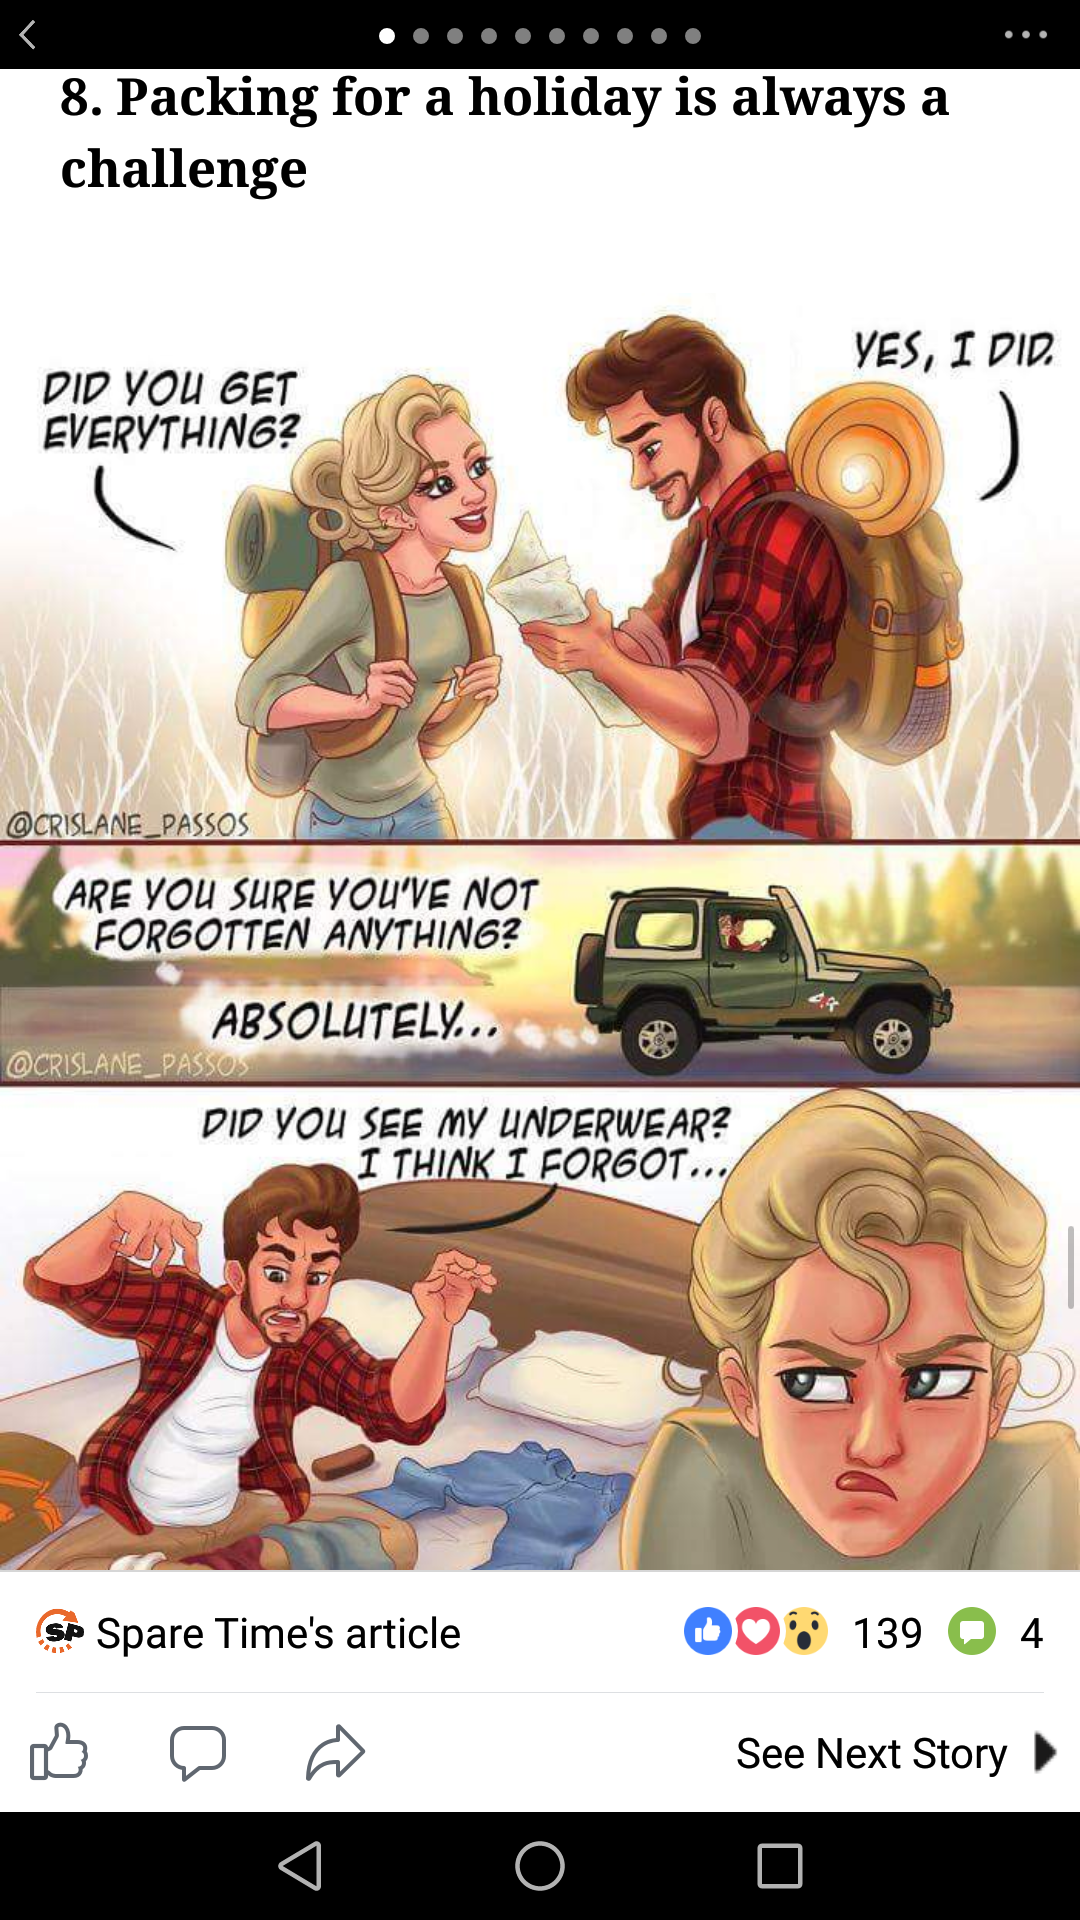 8. Packing for a holiday is always a
challenge
DID YOU GET
EVERYTHING?
YES, I DID.
@CRISLANE_PASSOS
ARE YOU SURE YOU'VE NOT
FORGOTTEN ANYTHING?
ABSOLUTELY...
4x4
@CRISLANE_PASSOS
DID YOU SEE MY UNDERWEAR?
I THINK I FORGOT...
SP Spare Time's article
139
4
See Next Story